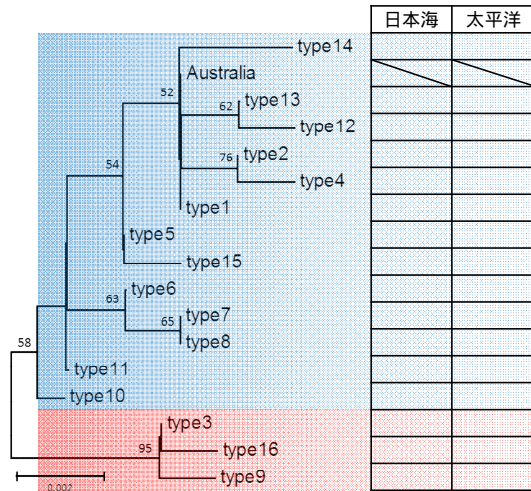 日本海 太平洋
type14
Australia
52
type13
62
type12
type2
76
type4
54
type1
type5
type15
type6
63
type7
65
type8
58
type11
type10
type3
95
type16
type9
0.002